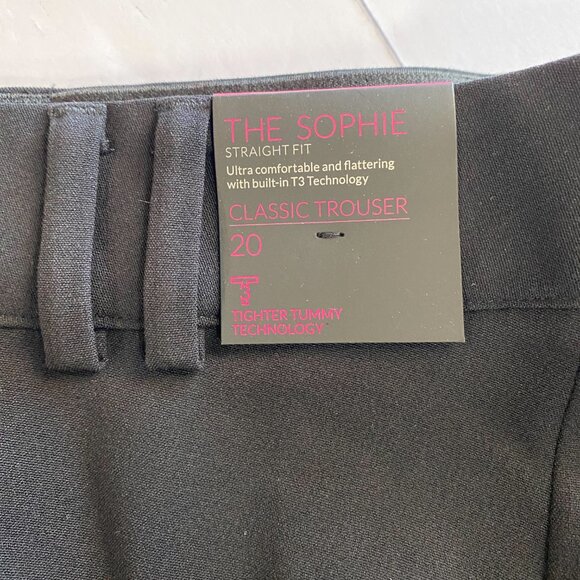 THE SOPHIE
STRAIGHT FIT
Ultra comfortable and flattering
with built-in T3 Technology
CLASSIC TROUSER
20
T3
TIGHTER TUMMY
TECHNOLOGY